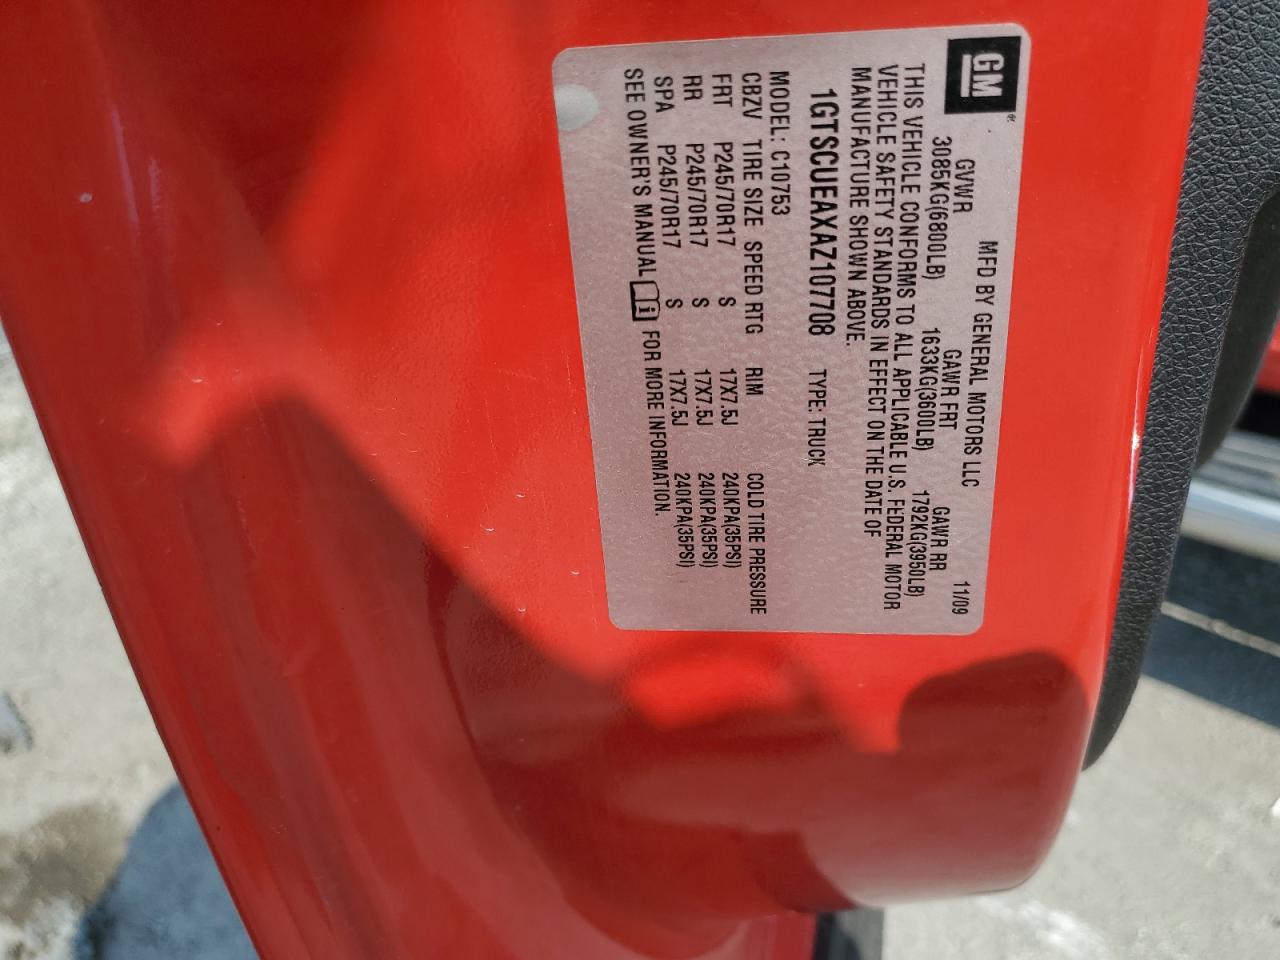 GM
MFD BY GENERAL MOTORS LLC 11/09
GVWR GAWR FRT GAWR RR
3085KG(6800LB) 1633KG(3600LB) 1792KG(3950LB)
THIS VEHICLE CONFORMS TO ALL APPLICABLE U.S. FEDERAL MOTOR
VEHICLE SAFETY STANDARDS IN EFFECT ON THE DATE OF
MANUFACTURE SHOWN ABOVE.
1GTSCUEAXAZ107708 TYPE: TRUCK
MODEL: C10753
CBZV TIRE SIZE SPEED RTG RIM COLD TIRE PRESSURE
FRT P245/70R17 S 17X7.5J 240KPA(35PSI)
RR P245/70R17 S 17X7.5J 240KPA(35PSI)
SPA P245/70R17 S 17X7.5J 240KPA(35PSI)
SEE OWNER'S MANUAL i FOR MORE INFORMATION.